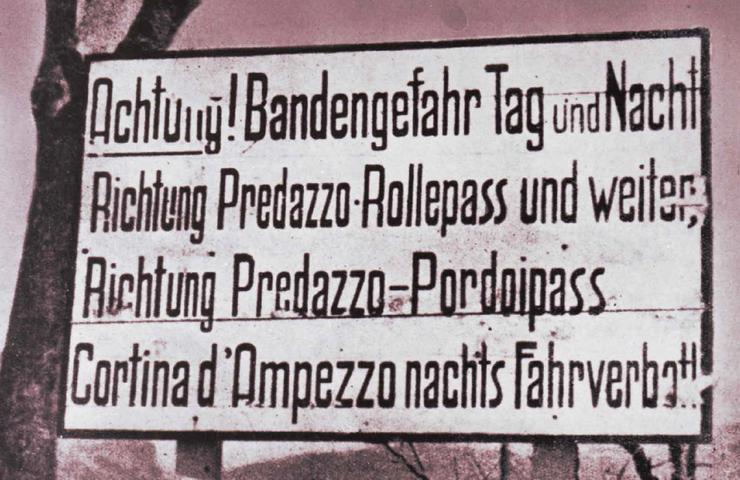 Achtung! Bandengefahr Tag und Nacht
Richtung Predazzo·Rollepass und weiter,
Richtung Predazzo-Pordoipass
Cortina d'Ampezzo nachts Fahrverbot!